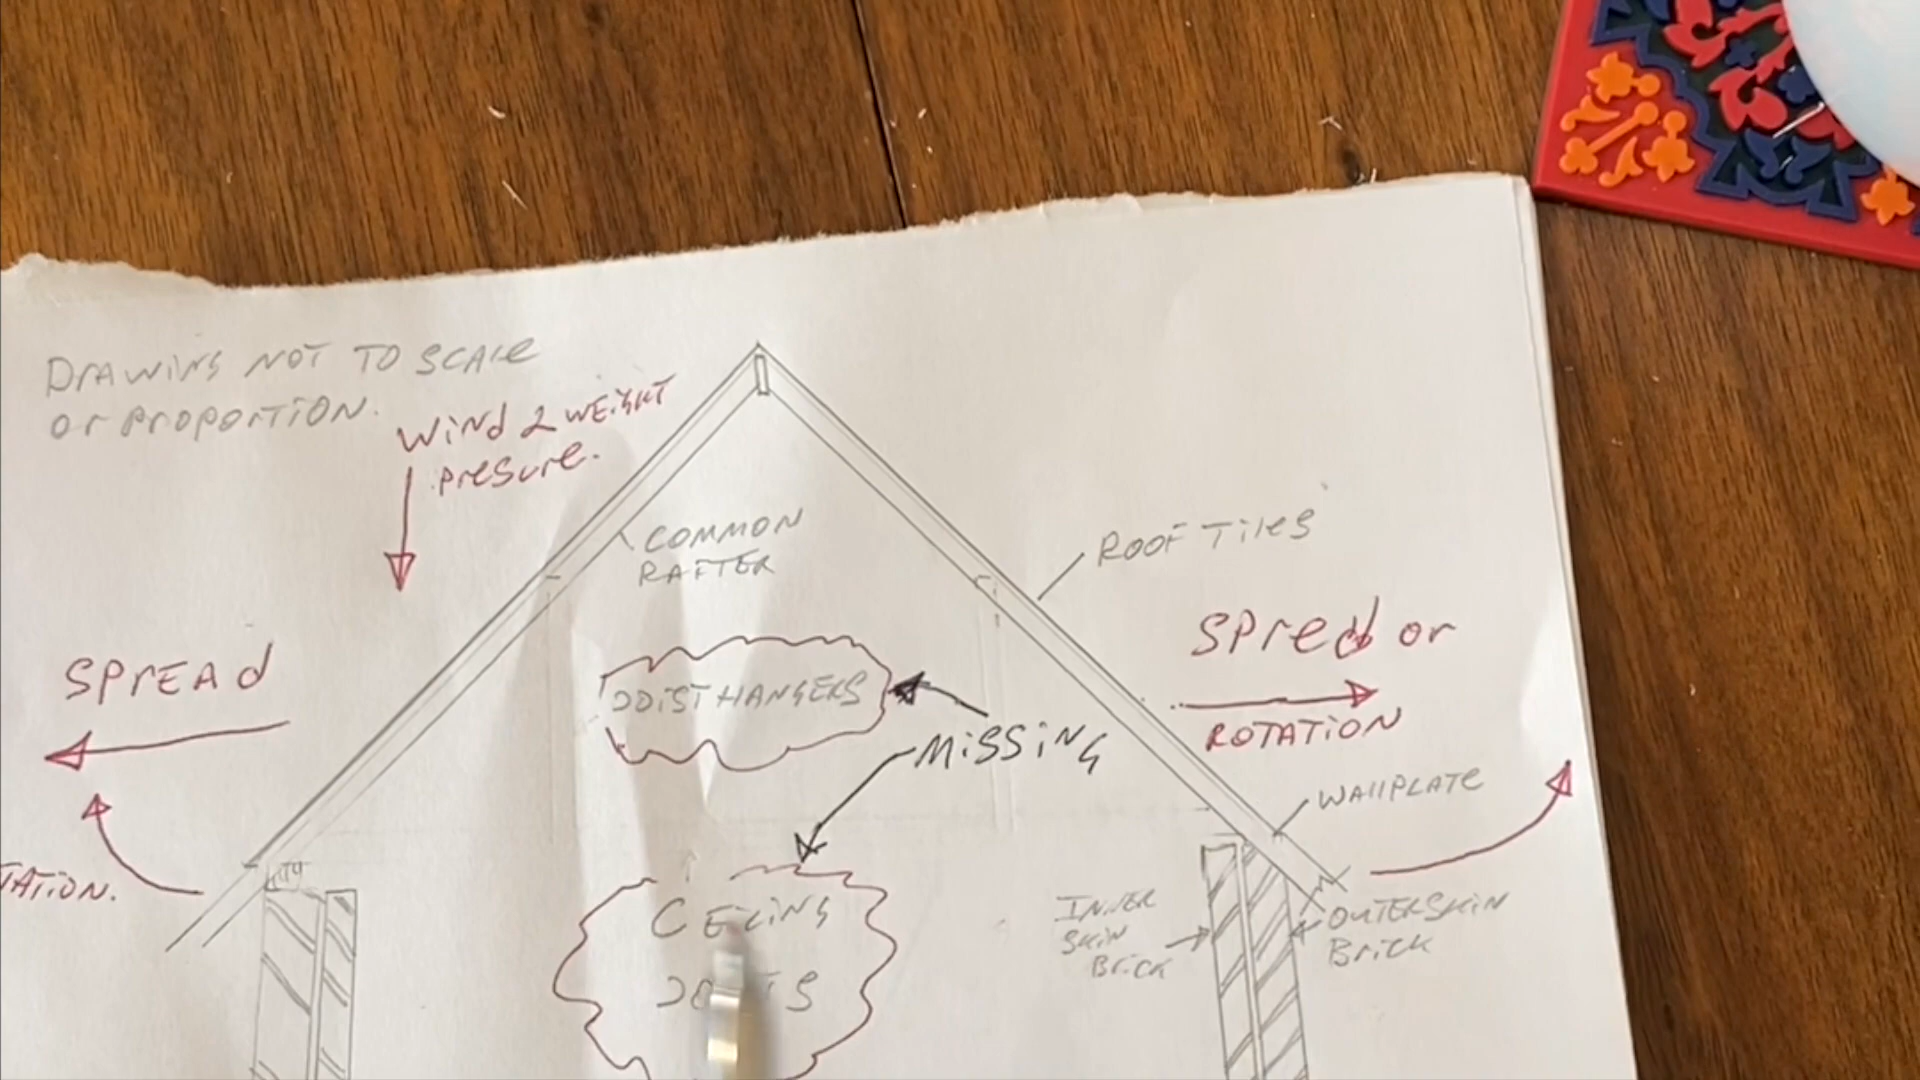 DRAWING NOT TO SCALE
or PROPORTION.
WIND & WEIGHT
PRESURE.
COMMON
RAFTER
ROOF TILES
SPREAD
SPREd or
ROTATION
JOIST HANGERS
MISSING
WALLPLATE
TATION.
CEILING
INNER
SKIN
BRICK
OUTERSKIN
BRICK